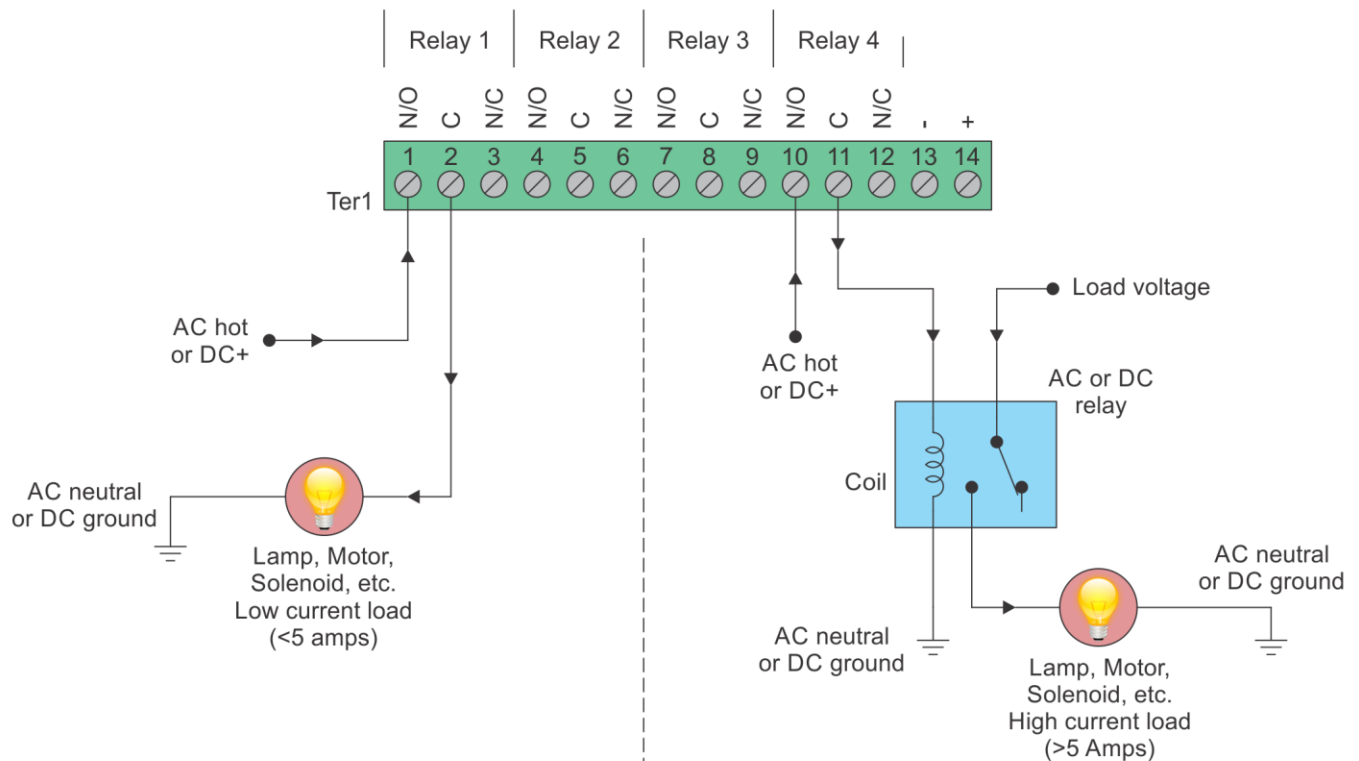 Relay 1 Relay 2 Relay 3 Relay 4
N/O C N/C N/O C N/C N/O C N/C N/O C N/C - +
1 2 3 4 5 6 7 8 9 10 11 12 13 14
Ter1
AC hot
or DC+
AC neutral
or DC ground
Lamp, Motor,
Solenoid, etc.
Low current load
(<5 amps)
AC hot
or DC+
Load voltage
AC or DC
relay
Coil
AC neutral
or DC ground
AC neutral
or DC ground
Lamp, Motor,
Solenoid, etc.
High current load
(>5 Amps)